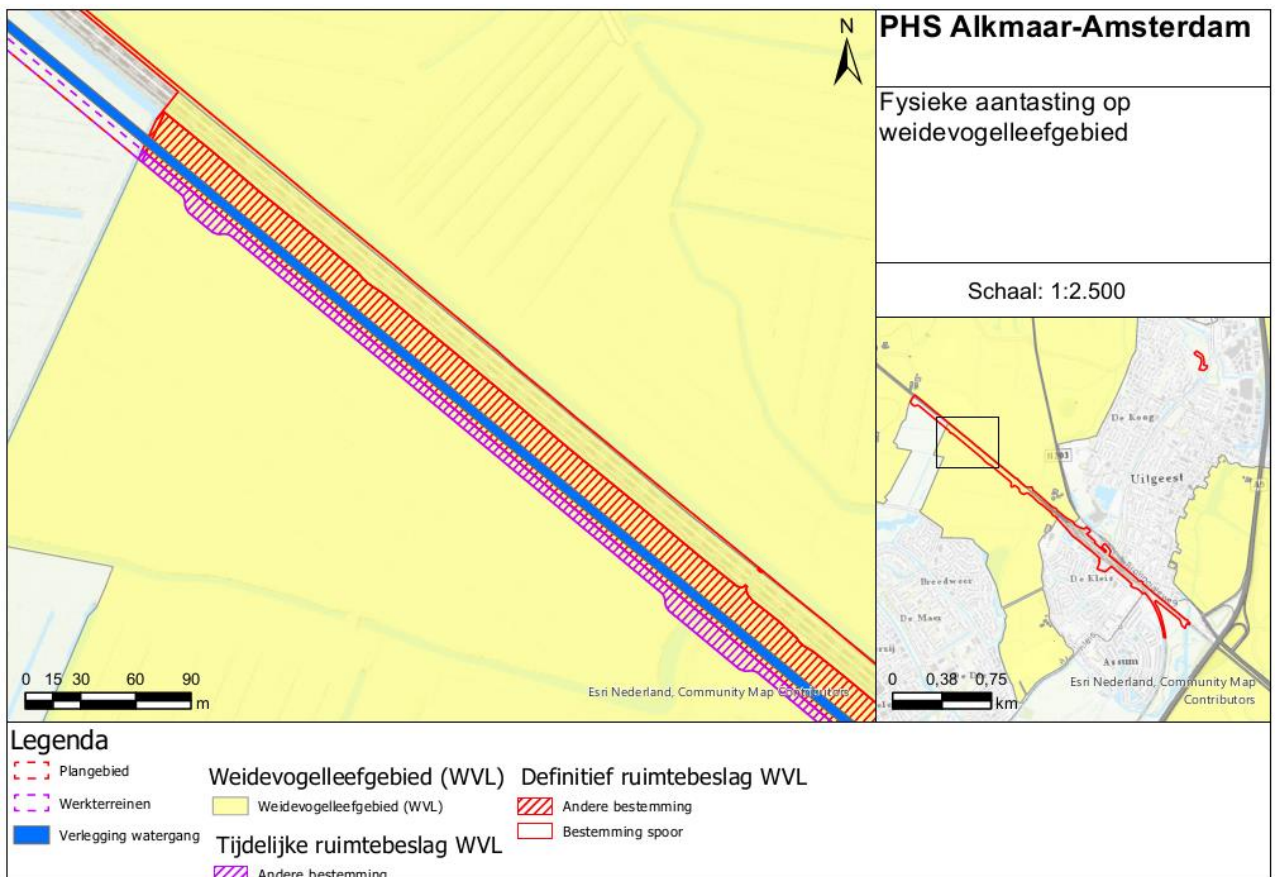 PHS Alkmaar-Amsterdam
Fysieke aantasting op
weidevogelleefgebied
Schaal: 1:2.500
N
0 15 30 60 90
m
Esri Nederland, Community Map Contributors
De Koog
Uitgeest
Breedweer
De Kleis
De Maer
Assum
0 0,38 0,75
km
Esri Nederland, Community Map
Contributors
Legenda
Plangebied
Werkterreinen
Verlegging watergang
Weidevogelleefgebied (WVL)
Weidevogelleefgebied (WVL)
Tijdelijke ruimtebeslag WVL
Andere bestemming
Definitief ruimtebeslag WVL
Andere bestemming
Bestemming spoor